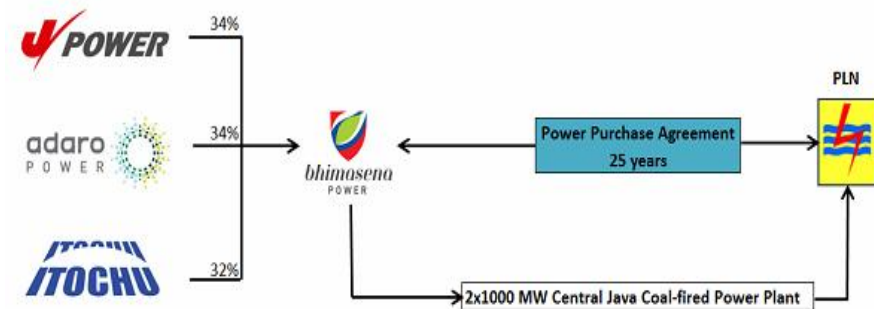 J POWER
34%
adaro
POWER
34%
ITOCHU
32%
bhimasena
POWER
Power Purchase Agreement
25 years
PLN
2x1000 MW Central Java Coal-fired Power Plant